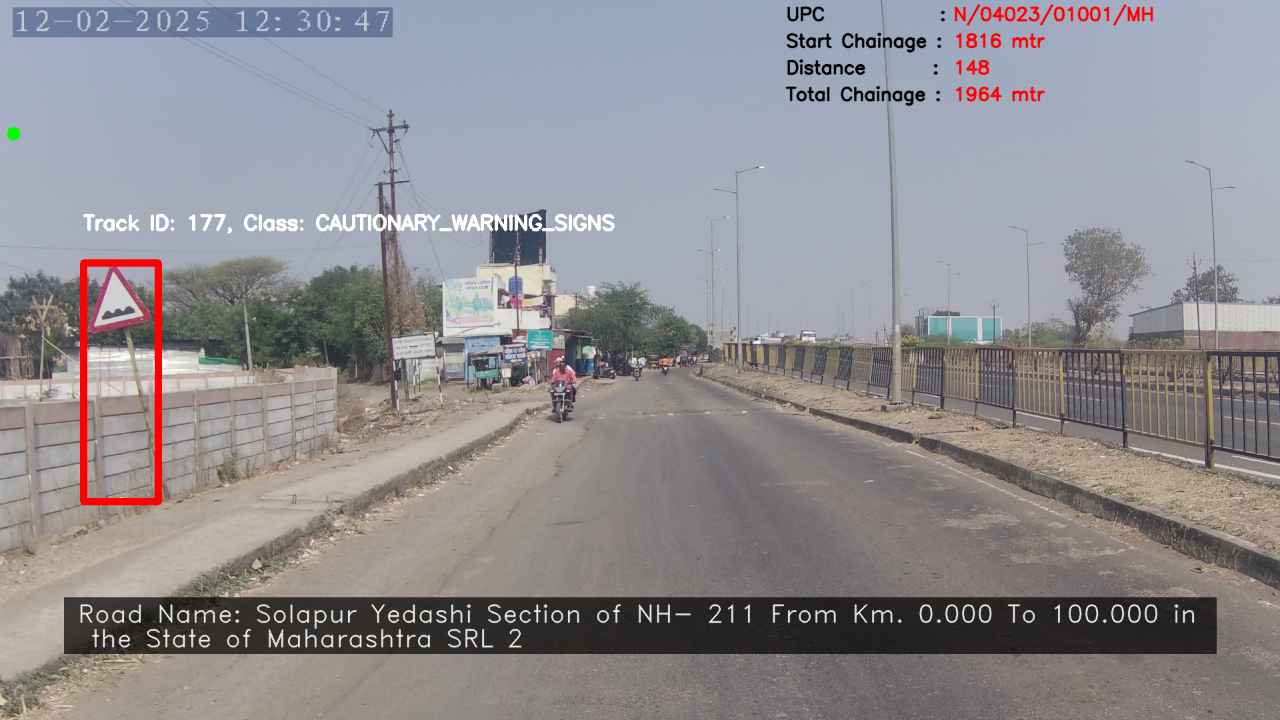 12-02-2025 12:30:47
UPC : N/04023/01001/MH
Start Chainage : 1816 mtr
Distance : 148
Total Chainage : 1964 mtr
Track ID: 177, Class: CAUTIONARY_WARNING_SIGNS
Road Name: Solapur Yedashi Section of NH- 211 From Km. 0.000 To 100.000 in
the State of Maharashtra SRL 2